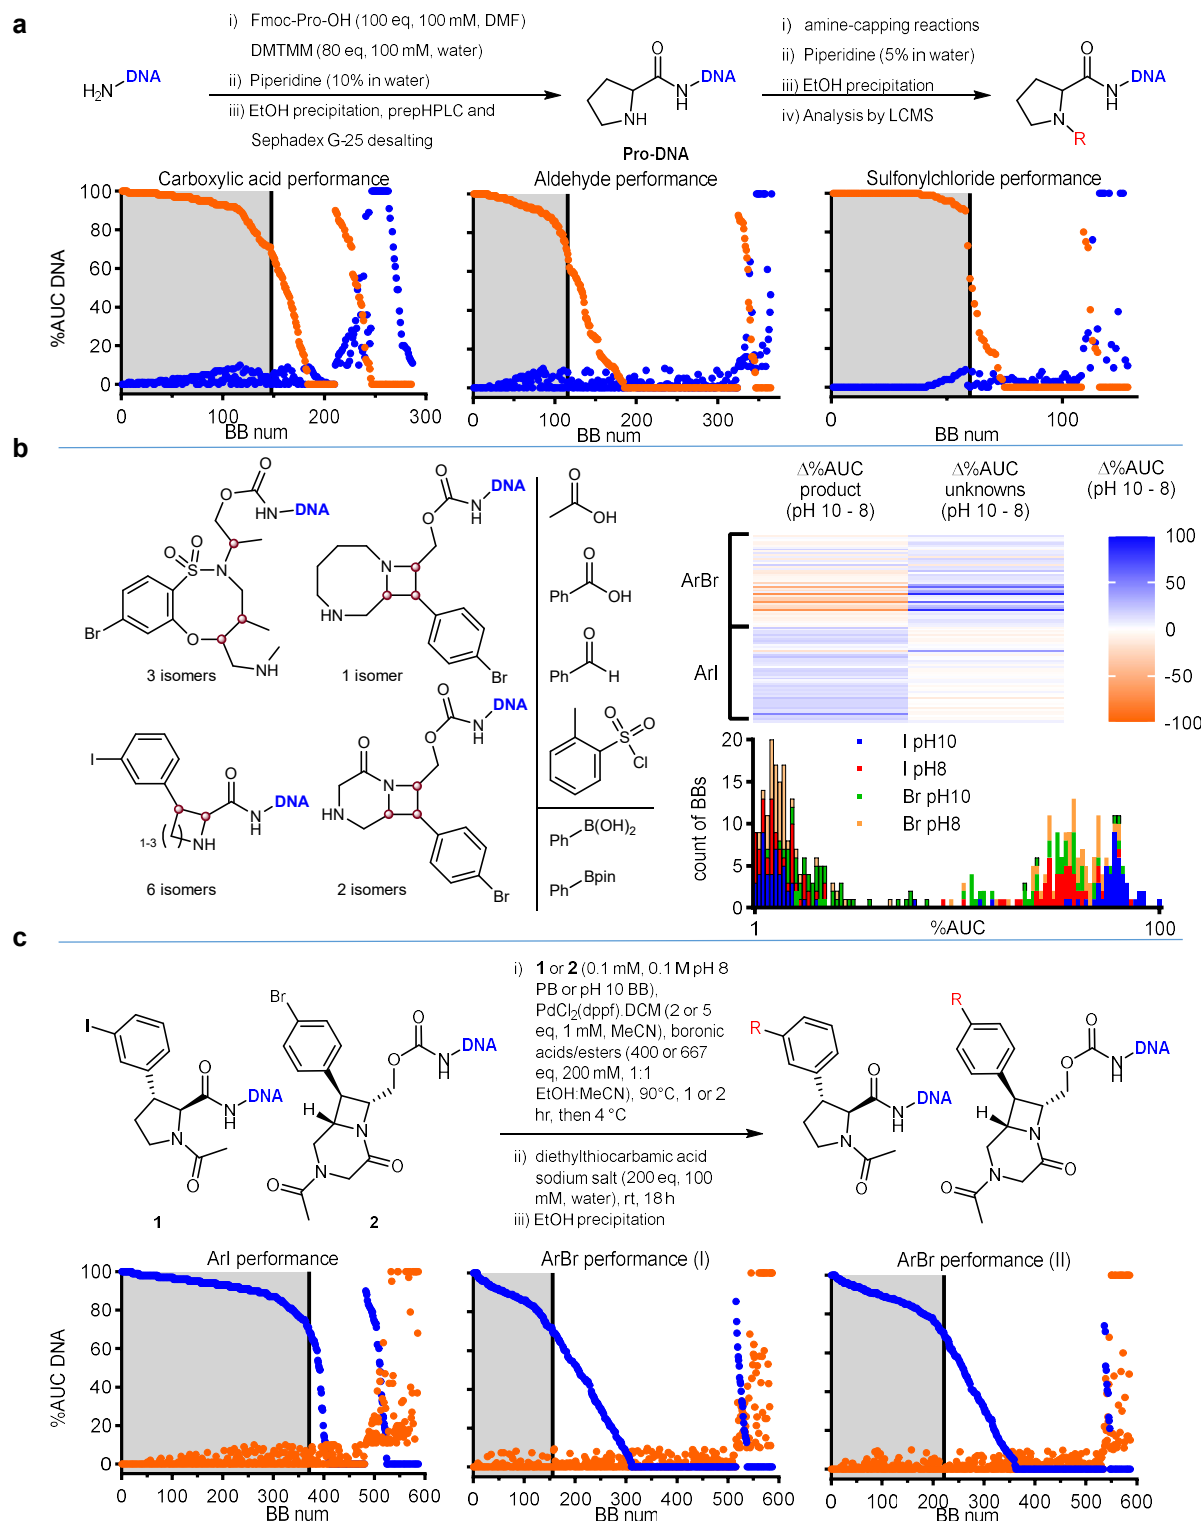 a
i) Fmoc-Pro-OH (100 eq, 100 mM, DMF)
DMTMM (80 eq, 100 mM, water)
ii) Piperidine (10% in water)
iii) EtOH precipitation, prepHPLC and
Sephadex G-25 desalting
H2N DNA
O
N
H
DNA
NH
Pro-DNA
i) amine-capping reactions
ii) Piperidine (5% in water)
iii) EtOH precipitation
iv) Analysis by LCMS
O
N
H
DNA
N
R
Carboxylic acid performance
Aldehyde performance
Sulfonylchloride performance
%AUC DNA
100
80
60
40
20
0
0 100 200 300
0 100 200 300
0 100
BB num
BB num
BB num
b
O
O
HN DNA
O O
S
N
Br
O
NH
3 isomers
O
O
N
H
DNA
N
HN
Br
1 isomer
I
O
N
H
DNA
1-3
NH
6 isomers
O
O
N
H
DNA
O
N
HN
Br
2 isomers
O
OH
O
Ph OH
O
Ph H
O
S O
Cl
Ph B(OH)2
Ph Bpin
Δ%AUC
product
(pH 10 - 8)
Δ%AUC
unknowns
(pH 10 - 8)
Δ%AUC
(pH 10 - 8)
ArBr
ArI
100
50
0
-50
-100
count of BBs
20
15
10
5
0
I pH10
I pH8
Br pH10
Br pH8
1 %AUC 100
c
I
O
N
H
DNA
N
O
1
Br
O
O
N
H
DNA
H
N
N
O
O
2
i) 1 or 2 (0.1 mM, 0.1 M pH 8
PB or pH 10 BB),
PdCl2(dppf).DCM (2 or 5
eq, 1 mM, MeCN), boronic
acids/esters (400 or 667
eq, 200 mM, 1:1
EtOH:MeCN), 90°C, 1 or 2
hr, then 4 °C
ii) diethylthiocarbamic acid
sodium salt (200 eq, 100
mM, water), rt, 18 h
iii) EtOH precipitation
R
O
N
H
DNA
N
O
R
O
O
N
H
DNA
H
N
N
O
O
ArI performance
ArBr performance (I)
ArBr performance (II)
%AUC DNA
100
80
60
40
20
0
0 100 200 300 400 500 600
0 100 200 300 400 500 600
0 100 200 300 400 500 600
BB num
BB num
BB num